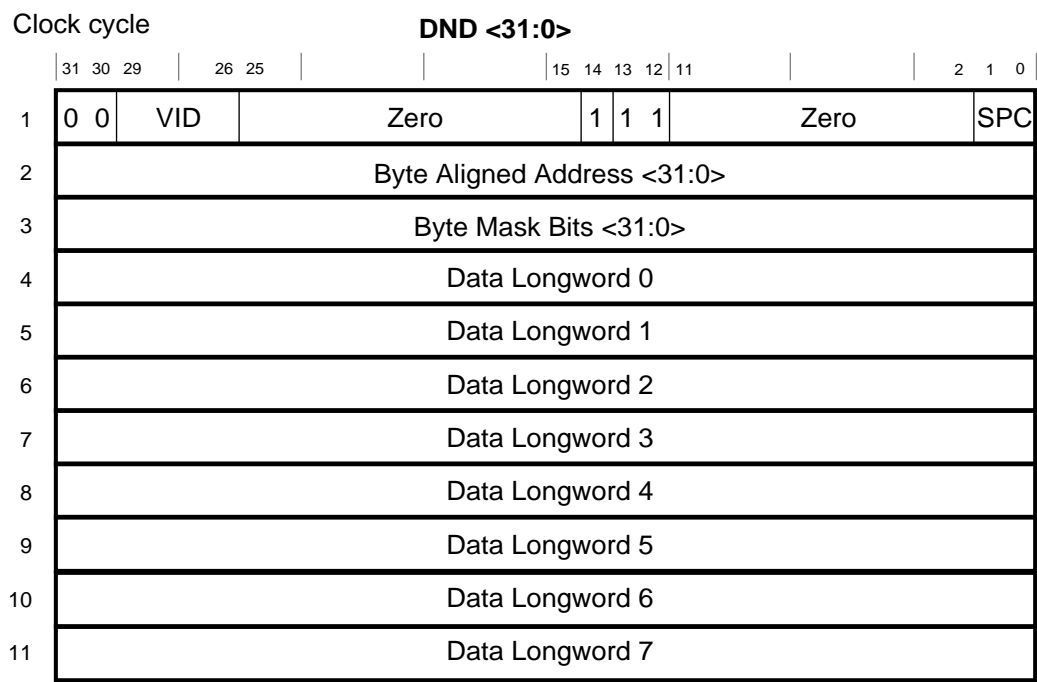 Clock cycle DND <31:0>
31 30 29 26 25 15 14 13 12 11 2 1 0
1 0 0 VID Zero 1 1 1 Zero SPC
2 Byte Aligned Address <31:0>
3 Byte Mask Bits <31:0>
4 Data Longword 0
5 Data Longword 1
6 Data Longword 2
7 Data Longword 3
8 Data Longword 4
9 Data Longword 5
10 Data Longword 6
11 Data Longword 7